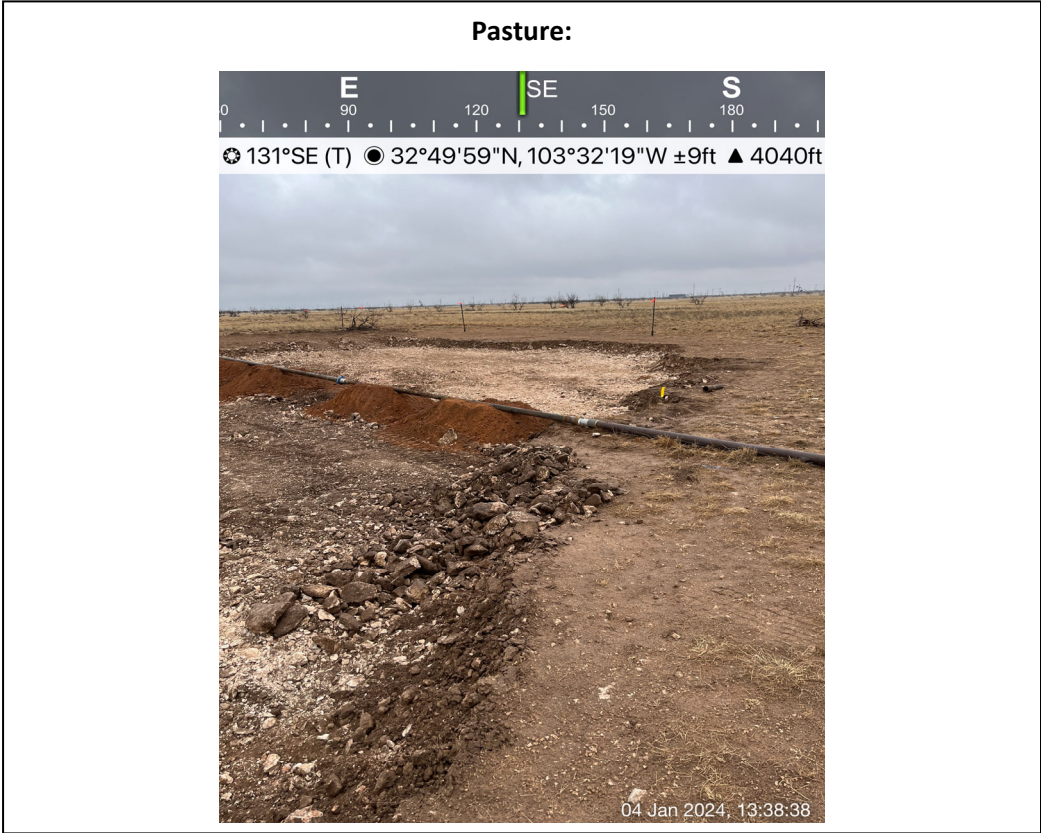 Pasture:
E SE S
0 90 120 150 180
131°SE (T) 32°49'59"N, 103°32'19"W ±9ft ▲ 4040ft
04 Jan 2024, 13:38:38